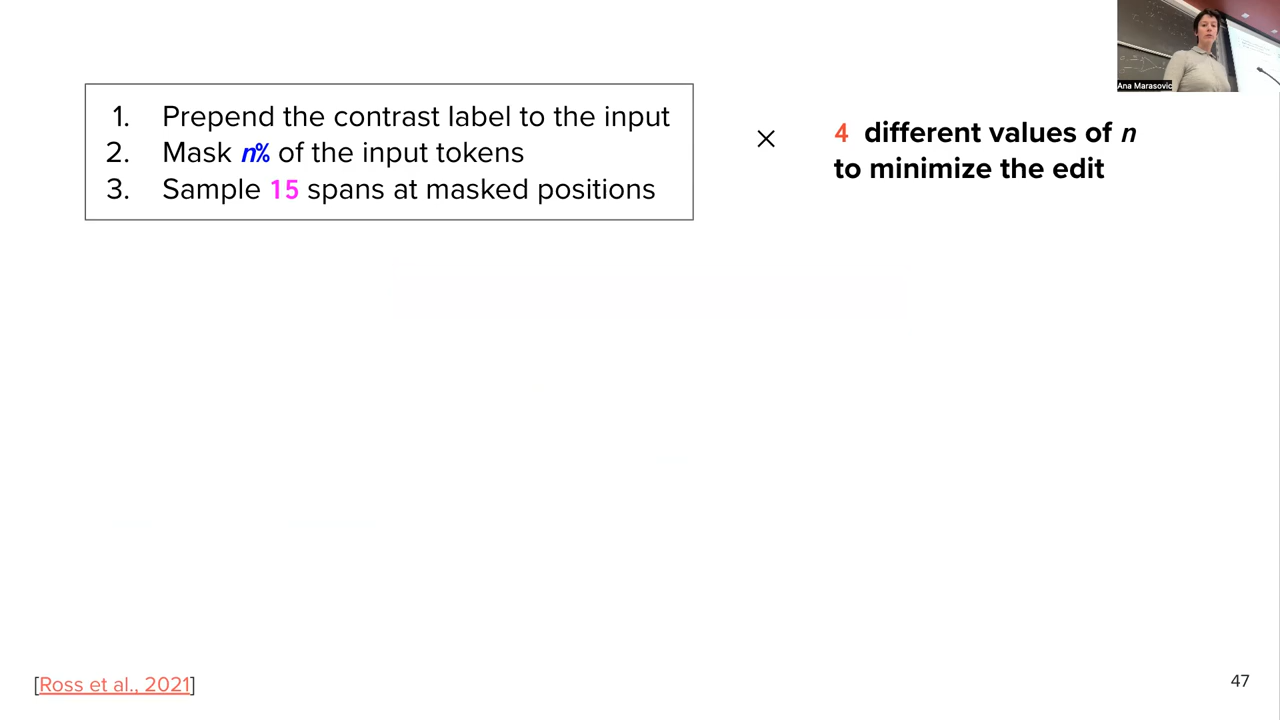 1. Prepend the contrast label to the input
2. Mask n% of the input tokens
3. Sample 15 spans at masked positions
× 4 different values of n
to minimize the edit
Ana Marasovic
[Ross et al., 2021]
47